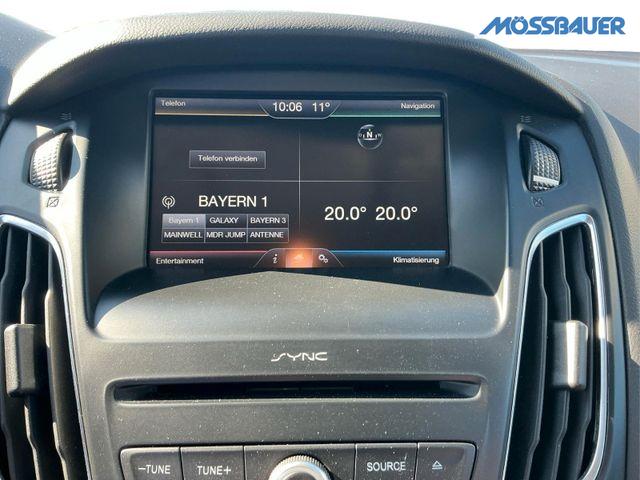 MÖSSBAUER
Telefon 10:06 11° Navigation
N
Telefon verbinden
BAYERN 1
20.0° 20.0°
Bayern 1 GALAXY BAYERN 3
MAINWELL MDR JUMP ANTENNE
Entertainment i Klimatisierung
SYNC
−TUNE TUNE+ SOURCE